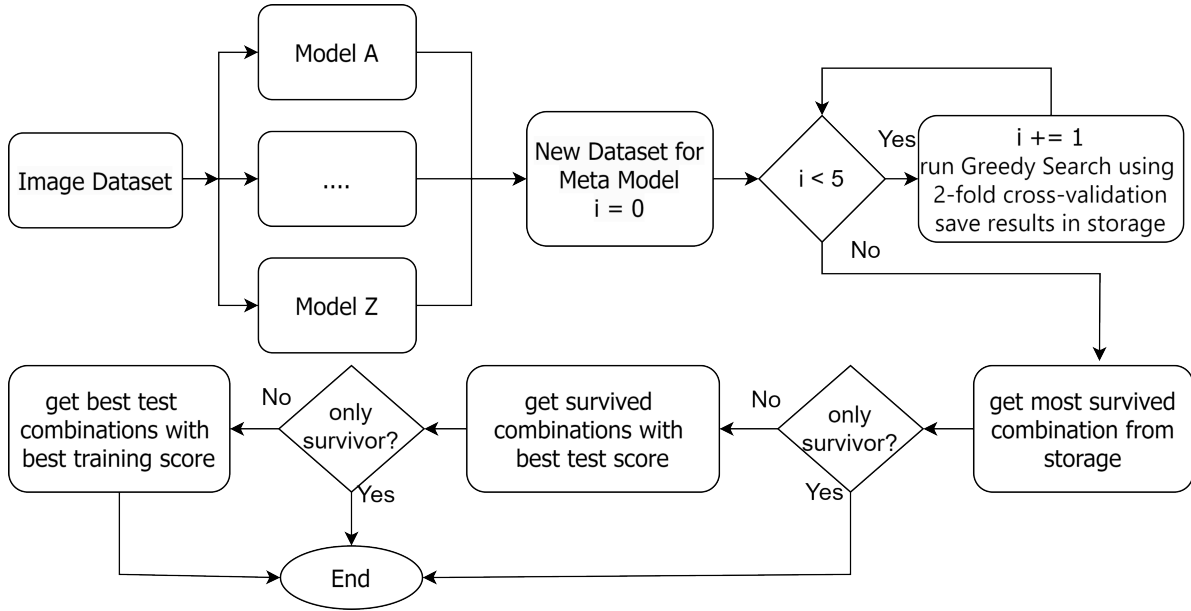 Image Dataset
Model A
....
Model Z
New Dataset for
Meta Model
i = 0
i < 5
Yes
i += 1
run Greedy Search using
2-fold cross-validation
save results in storage
No
get most survived
combination from
storage
only
survivor?
No
Yes
get survived
combinations with
best test score
only
survivor?
No
Yes
get best test
combinations with
best training score
End